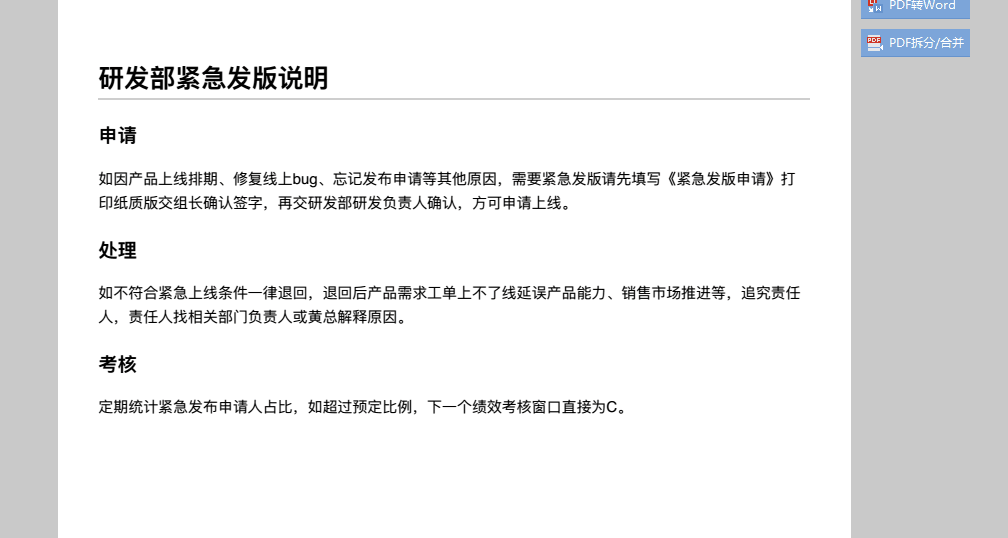 PDF转Word
PDF拆分/合并
研发部紧急发版说明
申请
如因产品上线排期、修复线上bug、忘记发布申请等其他原因，需要紧急发版请先填写《紧急发版申请》打
印纸质版交组长确认签字，再交研发部研发负责人确认，方可申请上线。
处理
如不符合紧急上线条件一律退回，退回后产品需求工单上不了线延误产品能力、销售市场推进等，追究责任
人，责任人找相关部门负责人或黄总解释原因。
考核
定期统计紧急发布申请人占比，如超过预定比例，下一个绩效考核窗口直接为C。